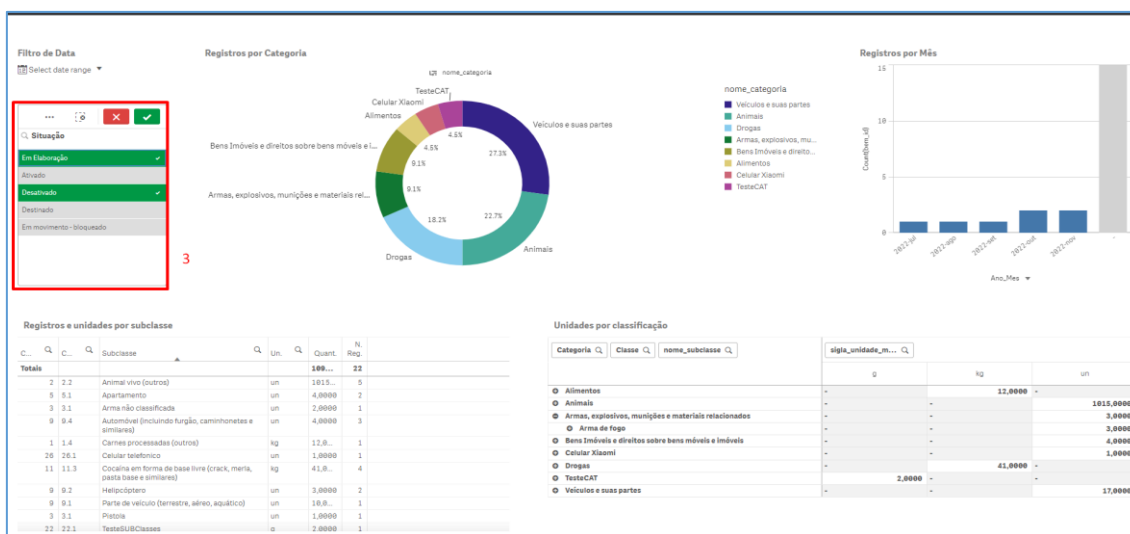 Filtro de Data
Select date range
Situação
Em Elaboração
Ativado
Desativado
Destinado
Em movimento - bloqueado
3
Registros por Categoria
nome_categoria
TesteCAT
Celular Xiaomi
Alimentos
Bens Imóveis e direitos sobre bens móveis e i...
Armas, explosivos, munições e materiais rel...
Drogas
Animais
Veículos e suas partes
4.5%
4.5%
9.1%
9.1%
18.2%
22.7%
27.3%
nome_categoria
Veículos e suas partes
Animais
Drogas
Armas, explosivos, mu...
Bens Imóveis e direito...
Alimentos
Celular Xiaomi
TesteCAT
Registros por Mês
15
10
5
0
Count(bem_id)
2022-jul
2022-ago
2022-set
2022-out
2022-nov
-
Ano_Mes
Registros e unidades por subclasse
C... C... Subclasse Un. Quant. N. Reg.
Totais 109... 22
2 2.2 Animal vivo (outros) un 1015... 5
5 5.1 Apartamento un 4,0000 2
3 3.1 Arma não classificada un 2,0000 1
9 9.4 Automóvel (incluindo furgão, caminhonetes e similares) un 4,0000 3
1 1.4 Carnes processadas (outros) kg 12,0... 1
26 26.1 Celular telefonico un 1,0000 1
11 11.3 Cocaína em forma de base livre (crack, merla, pasta base e similares) kg 41,0... 4
9 9.2 Helicóptero un 3,0000 2
9 9.1 Parte de veículo (terrestre, aéreo, aquático) un 10,0... 1
3 3.1 Pistola un 1,0000 1
22 22.1 TesteSUBClasses g 2,0000 1
Unidades por classificação
Categoria Classe nome_subclasse sigla_unidade_m...
g kg un
Alimentos - 12,0000 -
Animais - - 1015,0000
Armas, explosivos, munições e materiais relacionados - - 3,0000
Arma de fogo - - 3,0000
Bens Imóveis e direitos sobre bens móveis e imóveis - - 4,0000
Celular Xiaomi - - 1,0000
Drogas - 41,0000 -
TesteCAT 2,0000 - -
Veículos e suas partes - - 17,0000